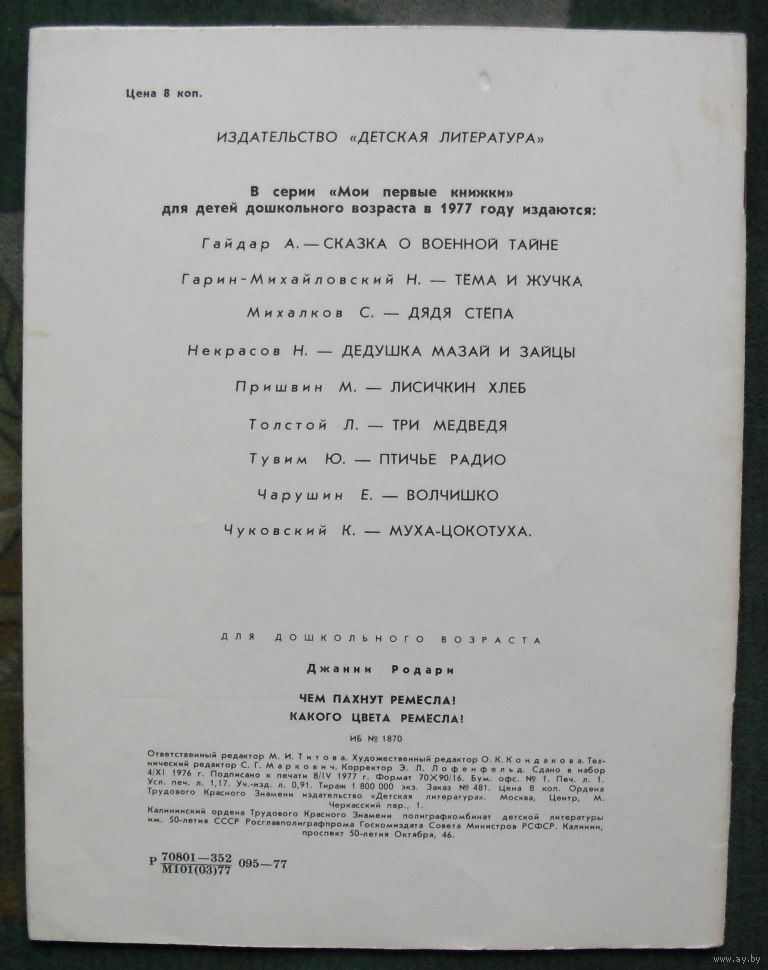 Цена 8 коп.
ИЗДАТЕЛЬСТВО «ДЕТСКАЯ ЛИТЕРАТУРА»
В серии «Мои первые книжки»
для детей дошкольного возраста в 1977 году издаются:
Гайдар А. — СКАЗКА О ВОЕННОЙ ТАЙНЕ
Гарин-Михайловский Н. — ТЁМА И ЖУЧКА
Михалков С. — ДЯДЯ СТЁПА
Некрасов Н. — ДЕДУШКА МАЗАЙ И ЗАЙЦЫ
Пришвин М. — ЛИСИЧКИН ХЛЕБ
Толстой Л. — ТРИ МЕДВЕДЯ
Тувим Ю. — ПТИЧЬЕ РАДИО
Чарушин Е. — ВОЛЧИШКО
Чуковский К. — МУХА-ЦОКОТУХА.
ДЛЯ ДОШКОЛЬНОГО ВОЗРАСТА
Джанни Родари
ЧЕМ ПАХНУТ РЕМЁСЛА!
КАКОГО ЦВЕТА РЕМЁСЛА!
ИБ № 1870
Ответственный редактор М. И. Титова. Художественный редактор О. К. Кондакова. Тех-
нический редактор С. Г. Маркович. Корректор Э. Л. Лофенфельд. Сдано в набор
4/XI 1976 г. Подписано к печати 8/IV 1977 г. Формат 70X90/16. Бум. офс. № 1. Печ. л. 1.
Усл. печ. л. 1,17. Уч.-изд. л. 0,91. Тираж 1 800 000 экз. Заказ № 481. Цена 8 коп. Ордена
Трудового Красного Знамени издательство «Детская литература». Москва, Центр, М.
Черкасский пер., 1.
Калининский ордена Трудового Красного Знамени полиграфкомбинат детской литературы
им. 50-летия СССР Росглавполиграфпрома Госкомиздата Совета Министров РСФСР. Калинин,
проспект 50-летия Октября, 46.
Р 70801—352 095—77
М101(03)77
www.ay.by